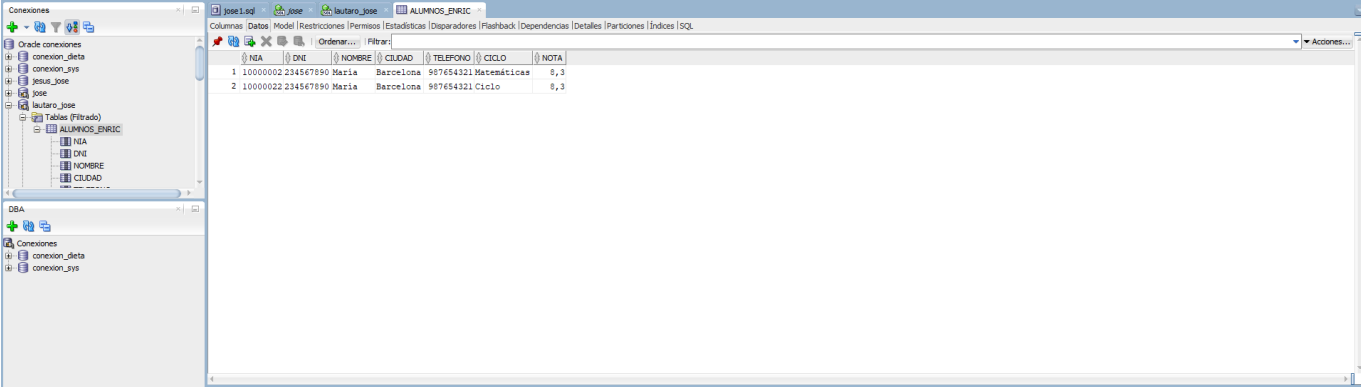 Conexiones
Oracle conexiones
conexion_dieta
conexion_sys
jesus_jose
jose
lautaro_jose
Tablas (Filtrado)
ALUMNOS_ENRIC
NIA
DNI
NOMBRE
CIUDAD
DBA
Conexiones
conexion_dieta
conexion_sys
jose1.sql jose lautaro_jose ALUMNOS_ENRIC
Columnas Datos Model Restricciones Permisos Estadísticas Disparadores Flashback Dependencias Detalles Particiones Índices SQL
Ordenar... Filtrar: Acciones...
NIA DNI NOMBRE CIUDAD TELEFONO CICLO NOTA
1 10000002 234567890 María Barcelona 987654321 Matemáticas 8,3
2 10000022 234567890 María Barcelona 987654321 Ciclo 8,3